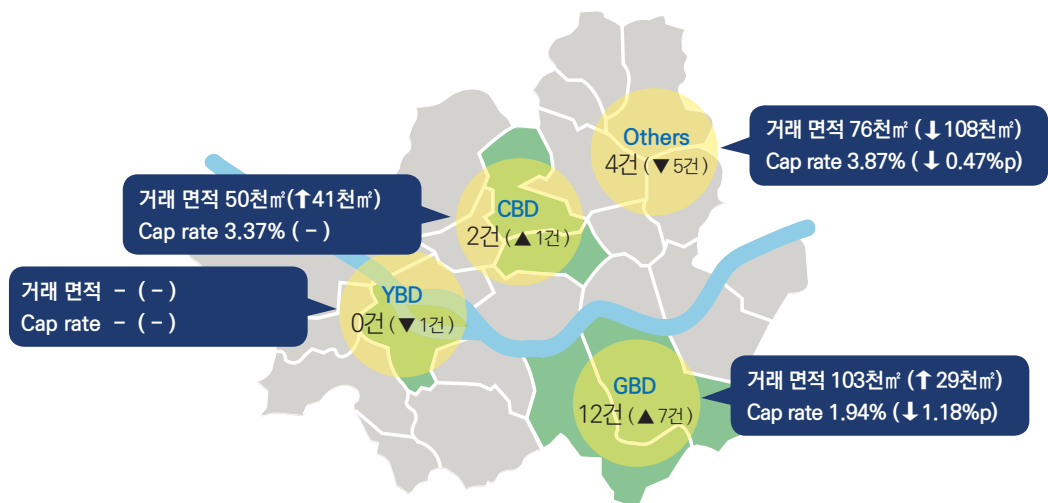 Others
4건 ( ▼ 5건)
거래 면적 76천㎡ (↓108천㎡)
Cap rate 3.87% (↓ 0.47%p)
거래 면적 50천㎡(↑41천㎡)
Cap rate 3.37% ( - )
CBD
2건 ( ▲ 1건)
거래 면적 - ( - )
Cap rate - ( - )
YBD
0건 ( ▼ 1건)
GBD
12건 ( ▲ 7건)
거래 면적 103천㎡ (↑ 29천㎡)
Cap rate 1.94% (↓1.18%p)